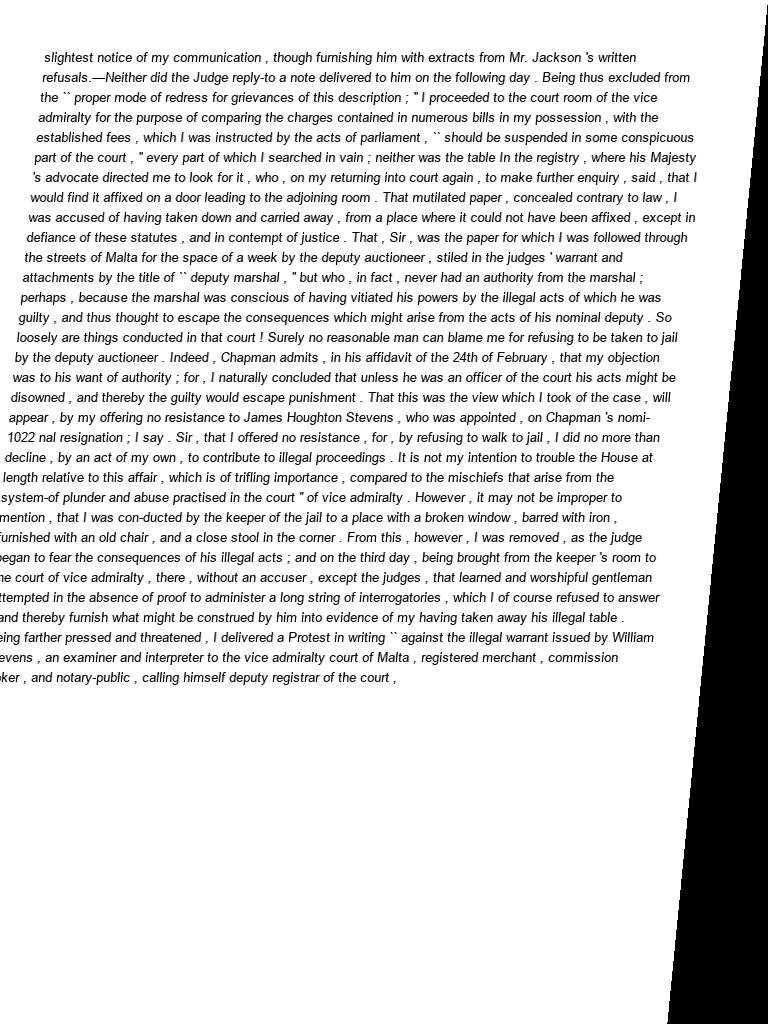 slightest notice of my communication , though furnishing him with extracts from Mr. Jackson 's written
refusals.—Neither did the Judge reply-to a note delivered to him on the following day . Being thus excluded from
the `` proper mode of redress for grievances of this description ; " I proceeded to the court room of the vice
admiralty for the purpose of comparing the charges contained in numerous bills in my possession , with the
established fees , which I was instructed by the acts of parliament , `` should be suspended in some conspicuous
part of the court , " every part of which I searched in vain ; neither was the table In the registry , where his Majesty
's advocate directed me to look for it , who , on my returning into court again , to make further enquiry , said , that I
would find it affixed on a door leading to the adjoining room . That mutilated paper , concealed contrary to law , I
was accused of having taken down and carried away , from a place where it could not have been affixed , except in
defiance of these statutes , and in contempt of justice . That , Sir , was the paper for which I was followed through
the streets of Malta for the space of a week by the deputy auctioneer , stiled in the judges ' warrant and
attachments by the title of `` deputy marshal , " but who , in fact , never had an authority from the marshal ;
perhaps , because the marshal was conscious of having vitiated his powers by the illegal acts of which he was
guilty , and thus thought to escape the consequences which might arise from the acts of his nominal deputy . So
loosely are things conducted in that court ! Surely no reasonable man can blame me for refusing to be taken to jail
by the deputy auctioneer . Indeed , Chapman admits , in his affidavit of the 24th of February , that my objection
was to his want of authority ; for , I naturally concluded that unless he was an officer of the court his acts might be
disowned , and thereby the guilty would escape punishment . That this was the view which I took of the case , will
appear , by my offering no resistance to James Houghton Stevens , who was appointed , on Chapman 's nomi-
1022 nal resignation ; I say . Sir , that I offered no resistance , for , by refusing to walk to jail , I did no more than
decline , by an act of my own , to contribute to illegal proceedings . It is not my intention to trouble the House at
length relative to this affair , which is of trifling importance , compared to the mischiefs that arise from the
system-of plunder and abuse practised in the court " of vice admiralty . However , it may not be improper to
mention , that I was con-ducted by the keeper of the jail to a place with a broken window , barred with iron ,
furnished with an old chair , and a close stool in the corner . From this , however , I was removed , as the judge
began to fear the consequences of his illegal acts ; and on the third day , being brought from the keeper 's room to
court of vice admiralty , there , without an accuser , except the judges , that learned and worshipful gentleman
in the absence of proof to administer a long string of interrogatories , which I of course refused to answer
and thereby furnish what might be construed by him into evidence of my having taken away his illegal table .
farther pressed and threatened , I delivered a Protest in writing `` against the illegal warrant issued by William
, an examiner and interpreter to the vice admiralty court of Malta , registered merchant , commission
, and notary-public , calling himself deputy registrar of the court ,